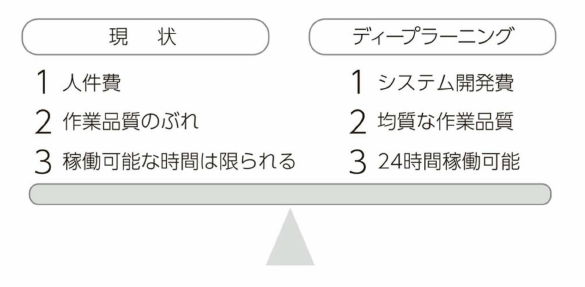 現 状
1 人件費
2 作業品質のぶれ
3 稼働可能な時間は限られる
ディープラーニング
1 システム開発費
2 均質な作業品質
3 24時間稼働可能